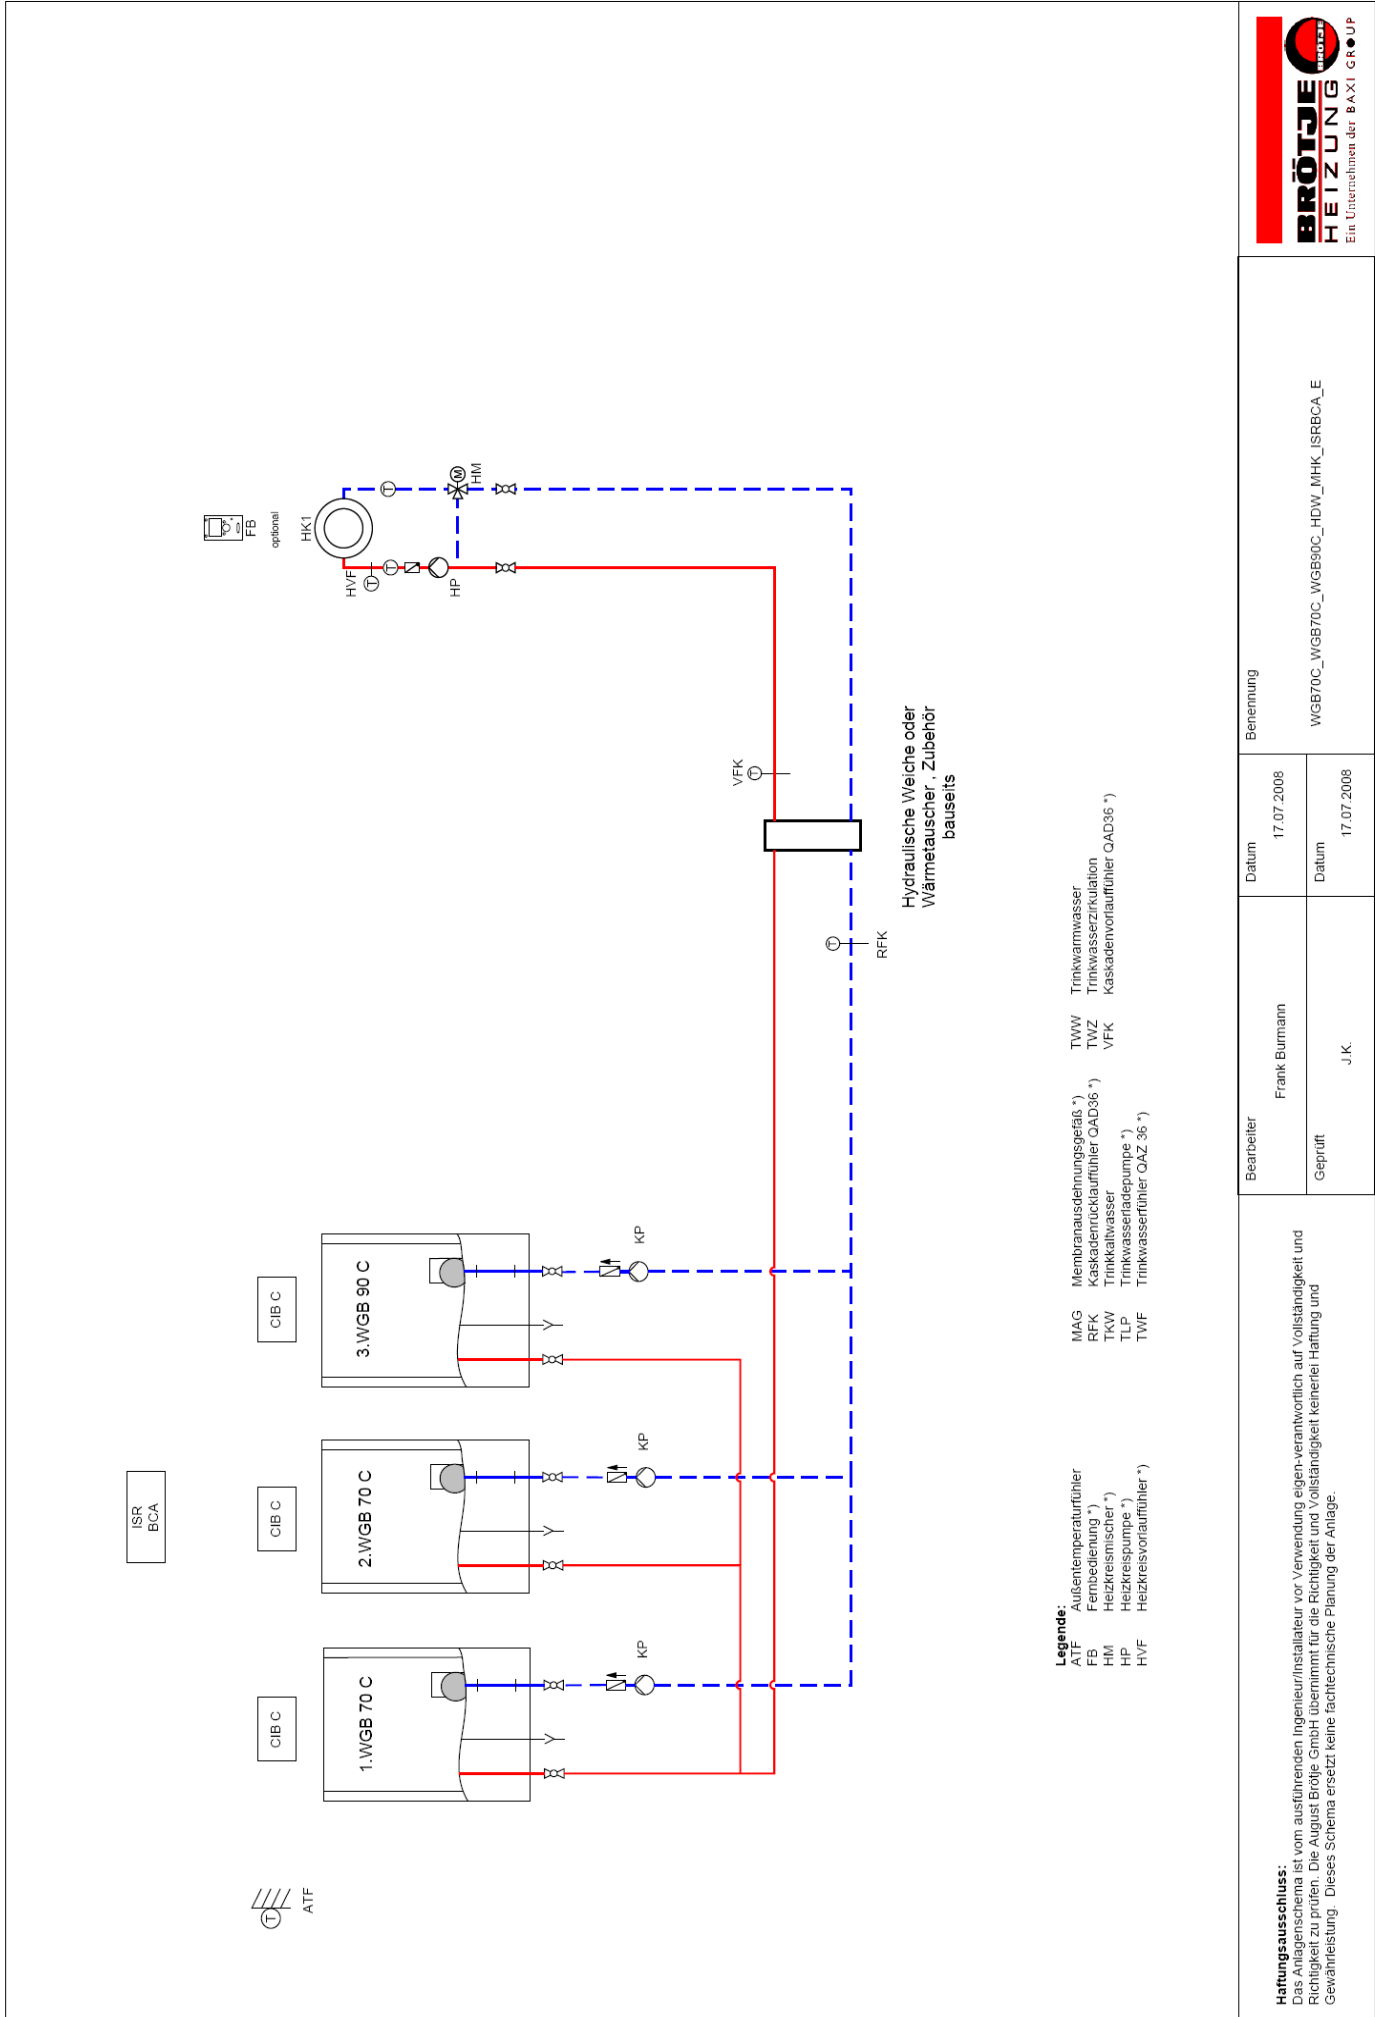 ISR
BCA
CIB C
CIB C
CIB C
FB
optional
ATF
1.WGB 70 C
2.WGB 70 C
3.WGB 90 C
HK1
HVF
HP
HM
M
T
T
T
T
KP
KP
KP
VFK
T
RFK
T
Hydraulische Weiche oder
Wärmetauscher , Zubehör
bauseits
Legende:
ATF Außentemperaturfühler
FB Fernbedienung *)
HM Heizkreismischer *)
HP Heizkreispumpe *)
HVF Heizkreisvorlauffühler *)
MAG Membranausdehnungsgefäß *)
RFK Kaskadenrücklauffühler QAD36 *)
TKW Trinkkaltwasser
TLP Trinkwasserladepumpe *)
TWF Trinkwasserfühler QAZ 36 *)
TWW Trinkwarmwasser
TWZ Trinkwasserzirkulation
VFK Kaskadenvorlauffühler QAD36 *)
Haftungsausschluss:
Das Anlagenschema ist vom ausführenden Ingenieur/Installateur vor Verwendung eigen-verantwortlich auf Vollständigkeit und
Richtigkeit zu prüfen. Die August Brötje GmbH übernimmt für die Richtigkeit und Vollständigkeit keinerlei Haftung und
Gewährleistung. Dieses Schema ersetzt keine fachtechnische Planung der Anlage.
Bearbeiter
Frank Burmann
Datum
17.07.2008
Geprüft
J.K.
Datum
17.07.2008
Benennung
WGB70C_WGB70C_WGB90C_HDW_MHK_ISRBCA_E
BRÖTJE
BRÖTJE
HEIZUNG
Ein Unternehmen der BAXI GROUP